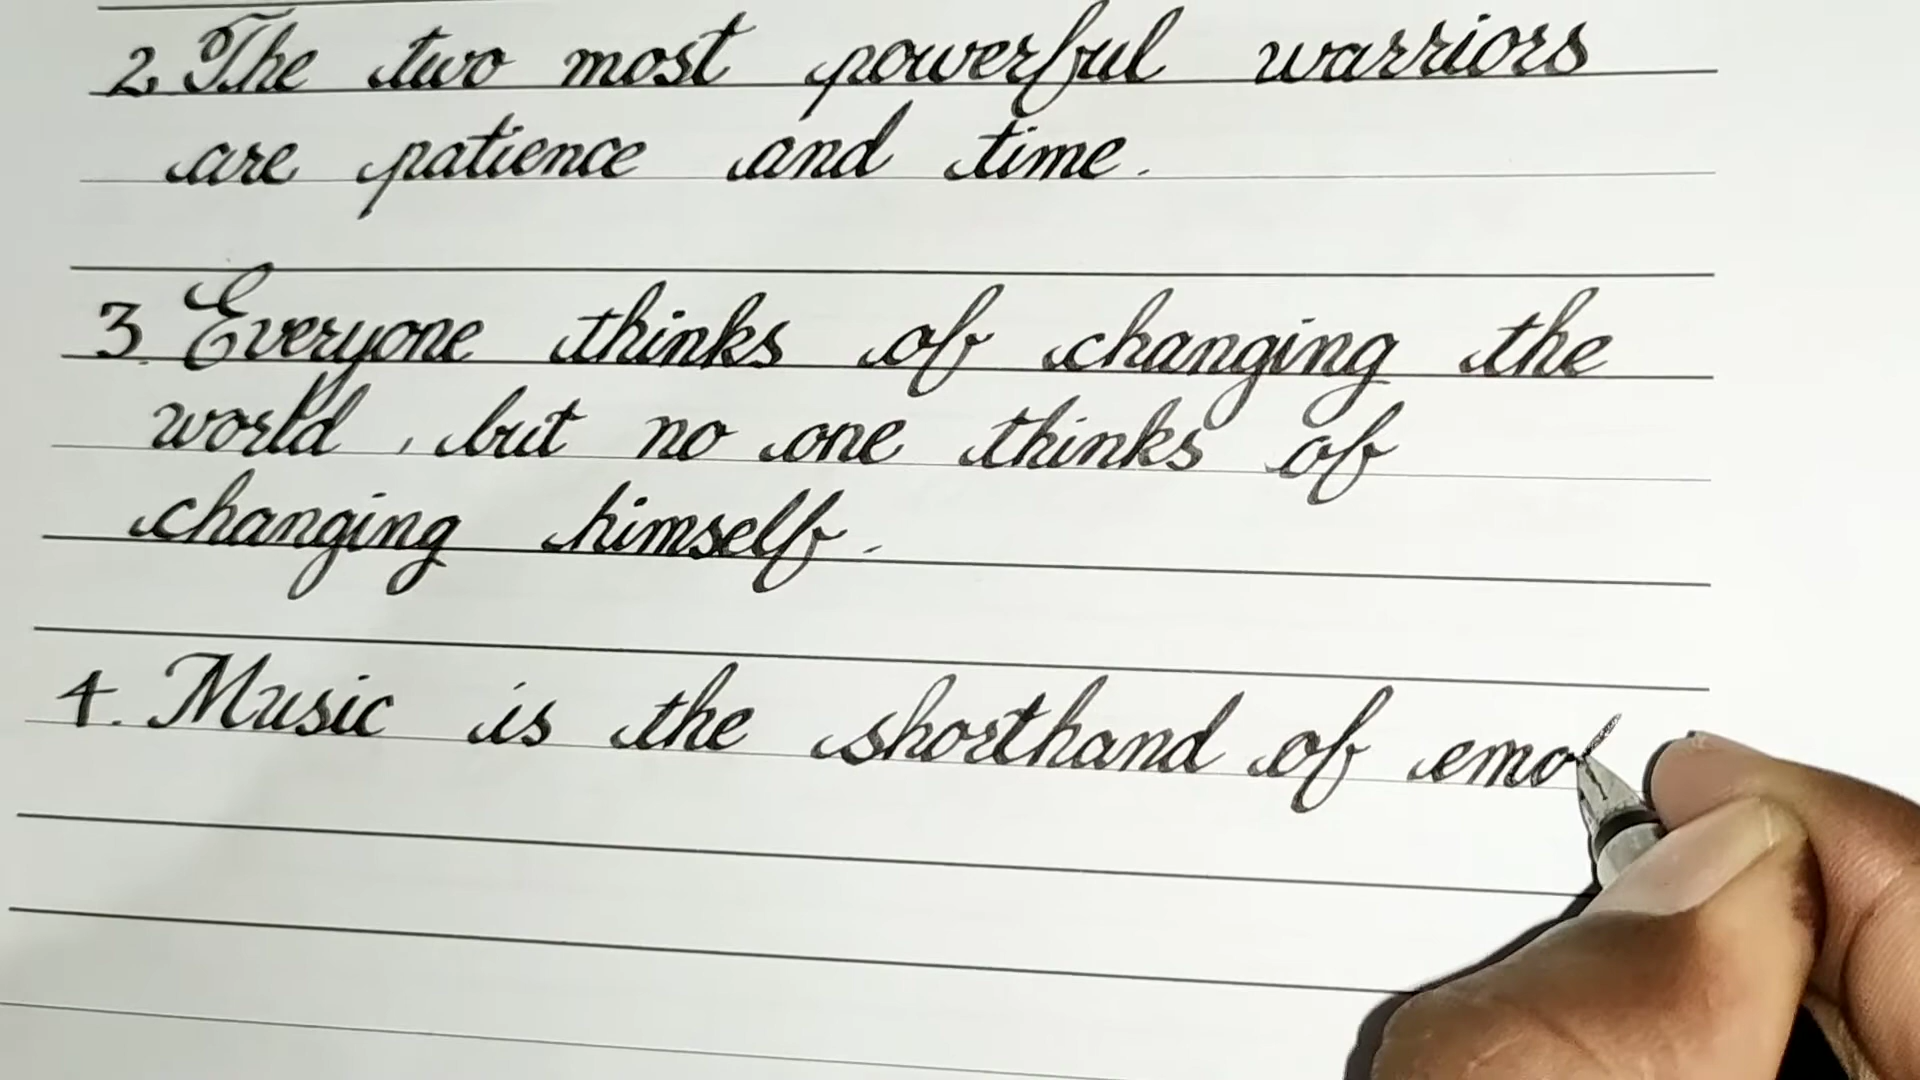 2. The two most powerful warriors
are patience and time.
3. Everyone thinks of changing the
world, but no one thinks of
changing himself.
4. Music is the shorthand of emot